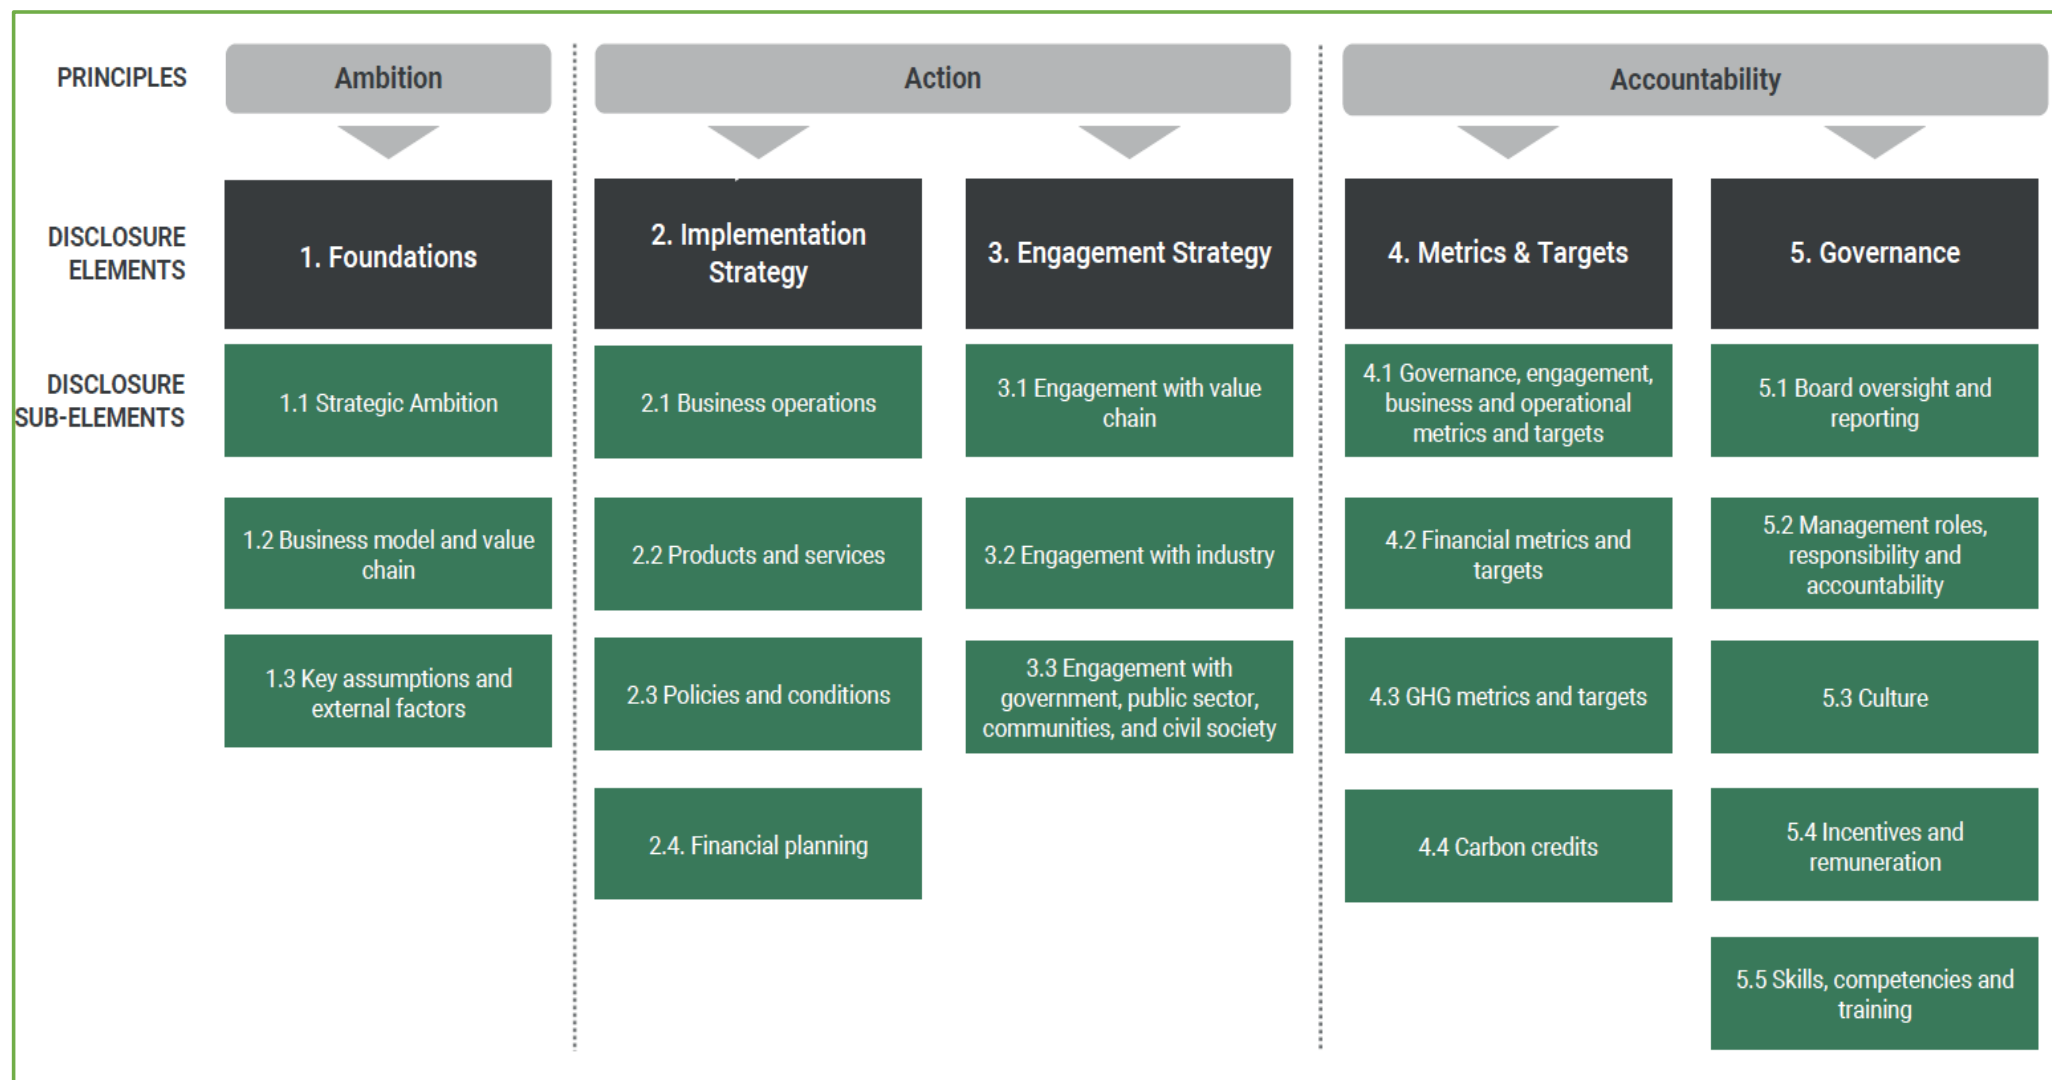 PRINCIPLES
Ambition
Action
Accountability
DISCLOSURE
ELEMENTS
1. Foundations
2. Implementation
Strategy
3. Engagement Strategy
4. Metrics & Targets
5. Governance
DISCLOSURE
SUB-ELEMENTS
1.1 Strategic Ambition
2.1 Business operations
3.1 Engagement with value
chain
4.1 Governance, engagement,
business and operational
metrics and targets
5.1 Board oversight and
reporting
1.2 Business model and value
chain
2.2 Products and services
3.2 Engagement with industry
4.2 Financial metrics and
targets
5.2 Management roles,
responsibility and
accountability
1.3 Key assumptions and
external factors
2.3 Policies and conditions
3.3 Engagement with
government, public sector,
communities, and civil society
4.3 GHG metrics and targets
5.3 Culture
2.4. Financial planning
4.4 Carbon credits
5.4 Incentives and
remuneration
5.5 Skills, competencies and
training